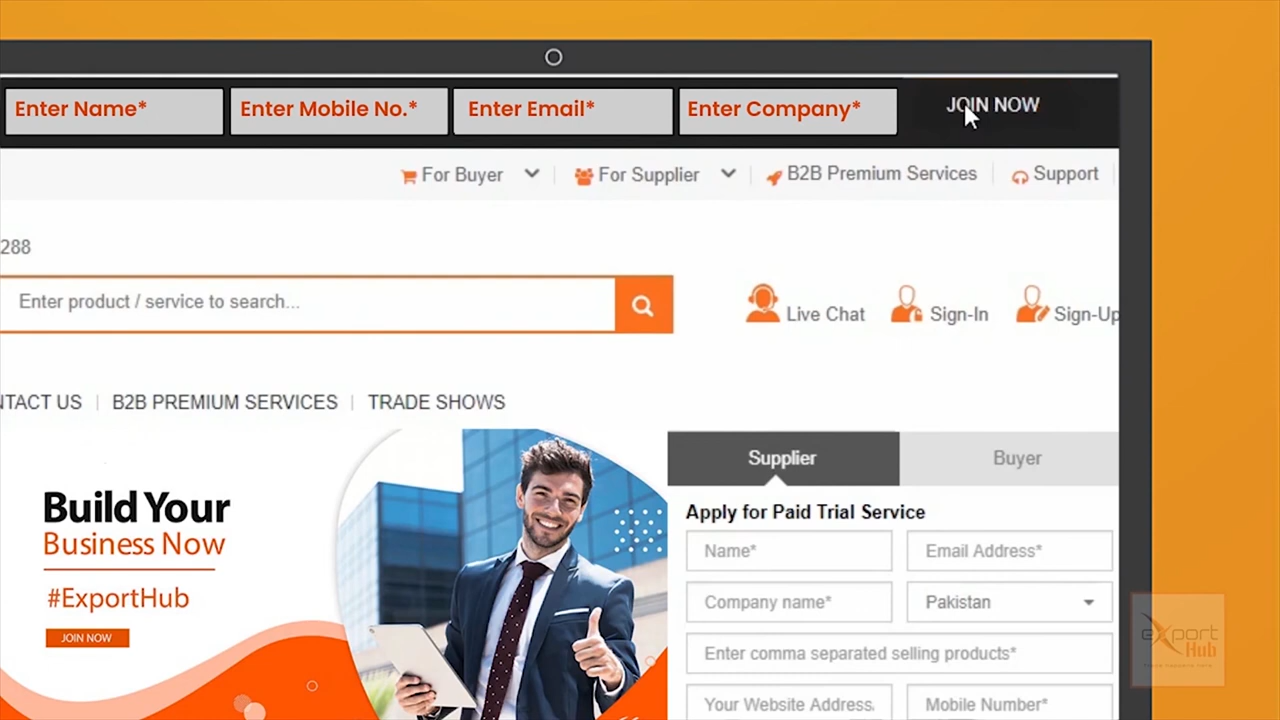 Enter Name* Enter Mobile No.* Enter Email* Enter Company* JOIN NOW
For Buyer For Supplier B2B Premium Services Support
288
Enter product / service to search...
Live Chat Sign-In Sign-Up
NTACT US B2B PREMIUM SERVICES TRADE SHOWS
Supplier Buyer
Build Your
Business Now
#ExportHub
JOIN NOW
Apply for Paid Trial Service
Name* Email Address*
Company name* Pakistan
Enter comma separated selling products*
Your Website Address. Mobile Number*
export
Hub